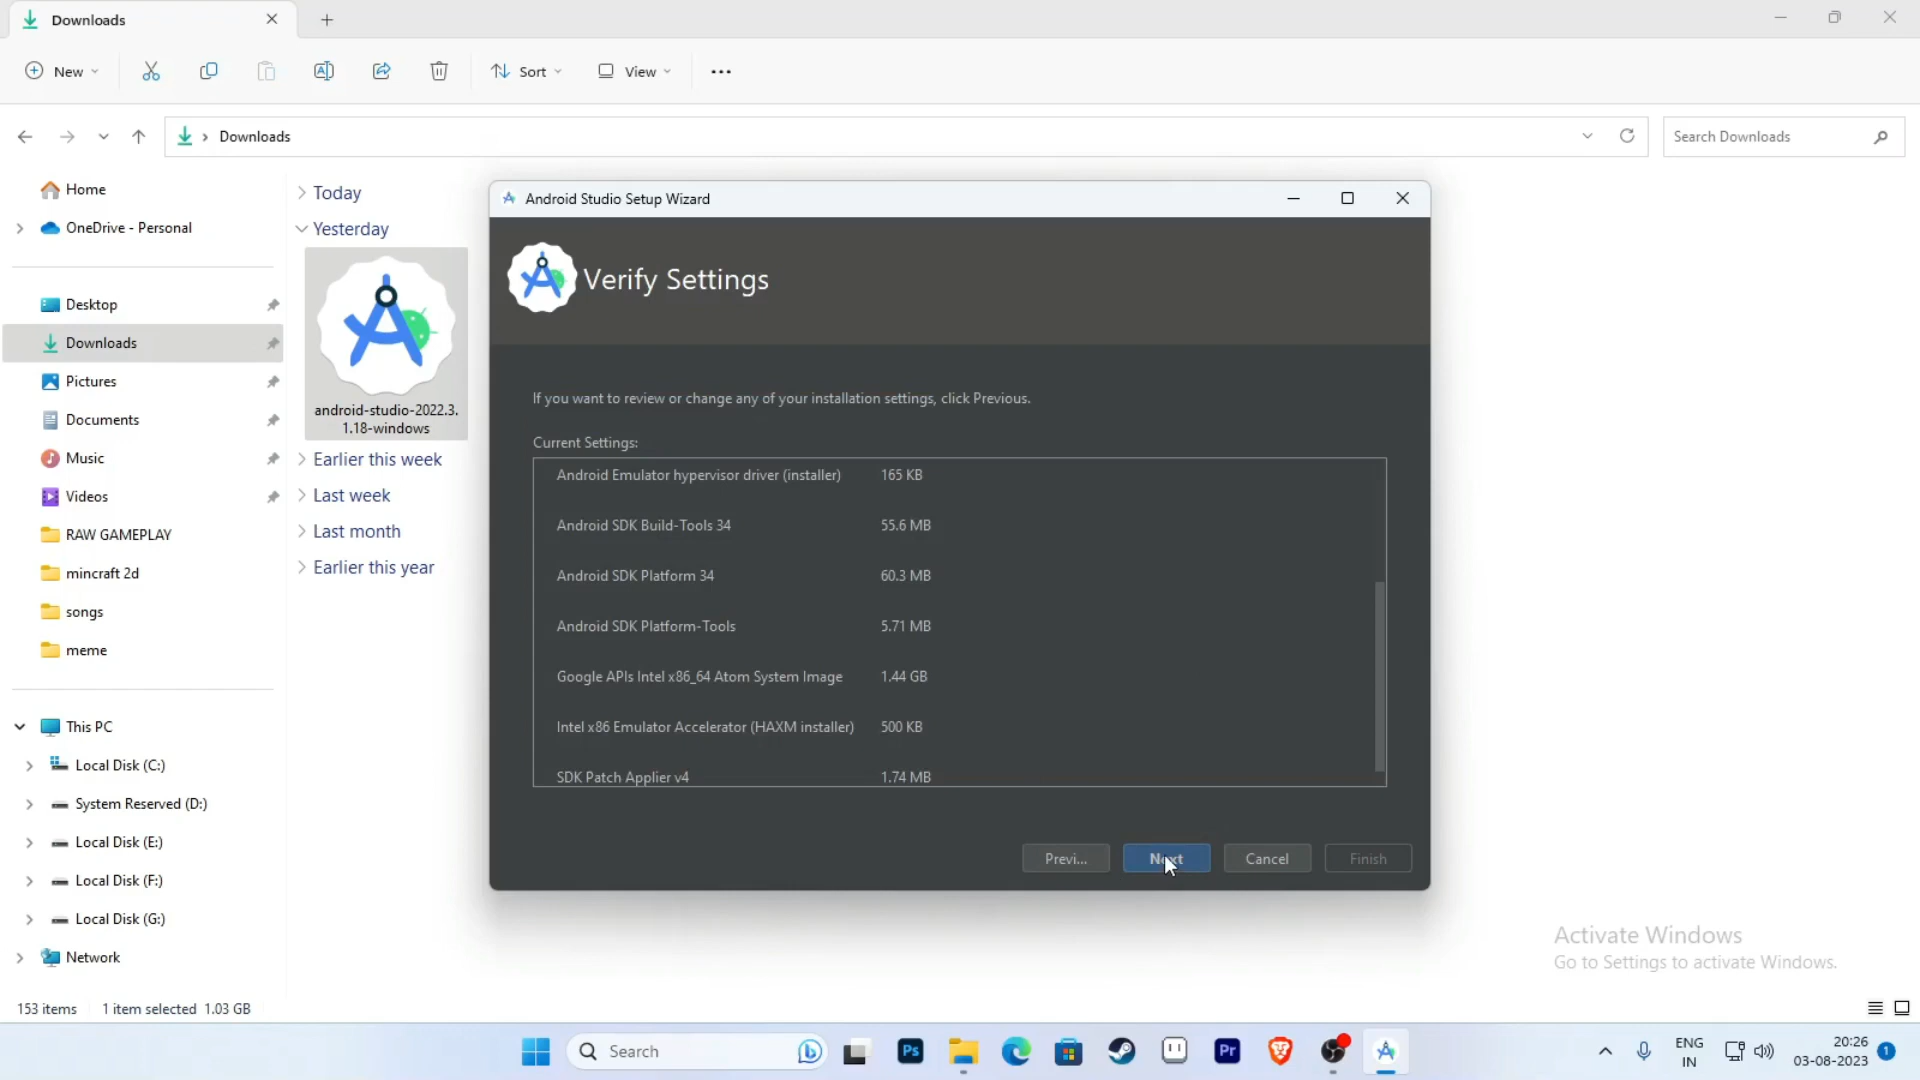 Downloads
New
Sort
View
Downloads
Search Downloads
Home
OneDrive - Personal
Desktop
Downloads
Pictures
Documents
Music
Videos
RAW GAMEPLAY
mincraft 2d
songs
meme
This PC
Local Disk (C:)
System Reserved (D:)
Local Disk (E:)
Local Disk (F:)
Local Disk (G:)
Network
Today
Yesterday
android-studio-2022.3.
1.18-windows
Earlier this week
Last week
Last month
Earlier this year
Android Studio Setup Wizard
Verify Settings
If you want to review or change any of your installation settings, click Previous.
Current Settings:
Android Emulator hypervisor driver (installer) 165 KB
Android SDK Build-Tools 34 55.6 MB
Android SDK Platform 34 60.3 MB
Android SDK Platform-Tools 5.71 MB
Google APIs Intel x86_64 Atom System Image 1.44 GB
Intel x86 Emulator Accelerator (HAXM installer) 500 KB
SDK Patch Applier v4 1.74 MB
Previ... Next Cancel Finish
Activate Windows
Go to Settings to activate Windows.
153 items 1 item selected 1.03 GB
Search
Ps
Pr
ENG
IN
20:26
03-08-2023
1